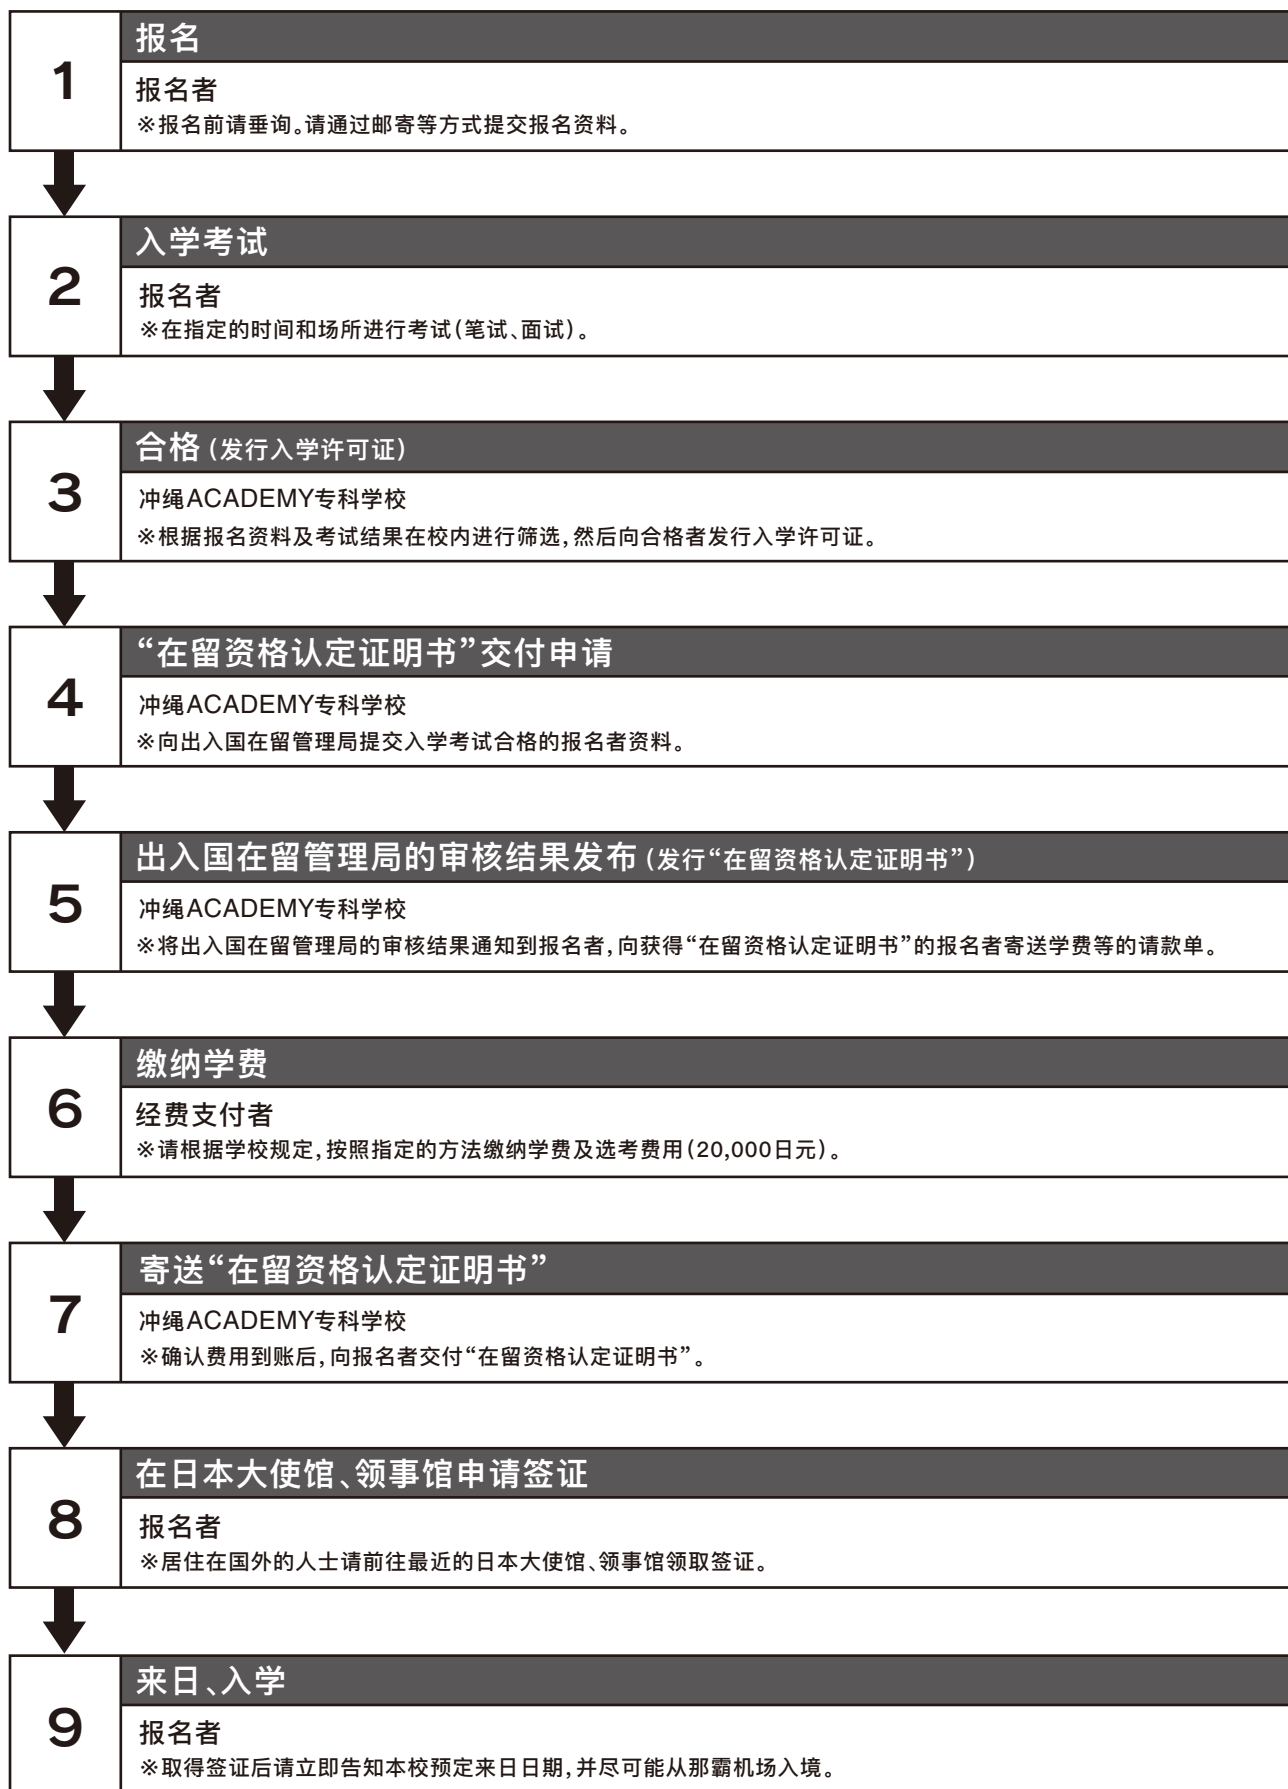 1
报名
报名者
※报名前请垂询。请通过邮寄等方式提交报名资料。
2
入学考试
报名者
※在指定的时间和场所进行考试(笔试、面试)。
3
合格(发行入学许可证)
冲绳ACADEMY专科学校
※根据报名资料及考试结果在校内进行筛选,然后向合格者发行入学许可证。
4
“在留资格认定证明书”交付申请
冲绳ACADEMY专科学校
※向出入国在留管理局提交入学考试合格的报名者资料。
5
出入国在留管理局的审核结果发布(发行“在留资格认定证明书”)
冲绳ACADEMY专科学校
※将出入国在留管理局的审核结果通知到报名者,向获得“在留资格认定证明书”的报名者寄送学费等的请款单。
6
缴纳学费
经费支付者
※请根据学校规定,按照指定的方法缴纳学费及选考费用(20,000日元)。
7
寄送“在留资格认定证明书”
冲绳ACADEMY专科学校
※确认费用到账后,向报名者交付“在留资格认定证明书”。
8
在日本大使馆、领事馆申请签证
报名者
※居住在国外的人士请前往最近的日本大使馆、领事馆领取签证。
9
来日、入学
报名者
※取得签证后请立即告知本校预定来日日期,并尽可能从那霸机场入境。